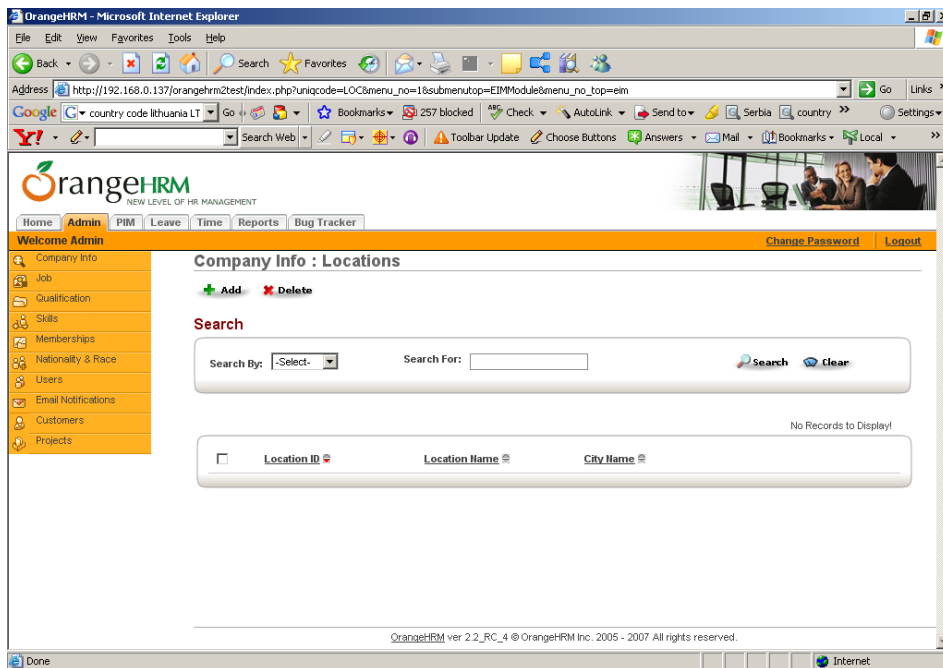 OrangeHRM - Microsoft Internet Explorer
File Edit View Favorites Tools Help
Back Search Favorites
Address http://192.168.0.137/orangehrm2test/index.php?uniqcode=LOC&menu_no=1&submenutop=EIMModule&menu_no_top=eim Go Links »
Google G country code lithuania LT Go Bookmarks 257 blocked ABC Check AutoLink Send to Serbia country » Settings
Y! Search Web Toolbar Update Choose Buttons Answers Mail Bookmarks Local »
OrangeHRM
NEW LEVEL OF HR MANAGEMENT
Home Admin PIM Leave Time Reports Bug Tracker
Welcome Admin Change Password Logout
Company Info
Job
Qualification
Skills
Memberships
Nationality & Race
Users
Email Notifications
Customers
Projects
Company Info : Locations
Add Delete
Search
Search By: -Select- Search For: Search Clear
No Records to Display!
Location ID Location Name City Name
OrangeHRM ver 2.2_RC_4 © OrangeHRM Inc. 2005 - 2007 All rights reserved.
Done Internet